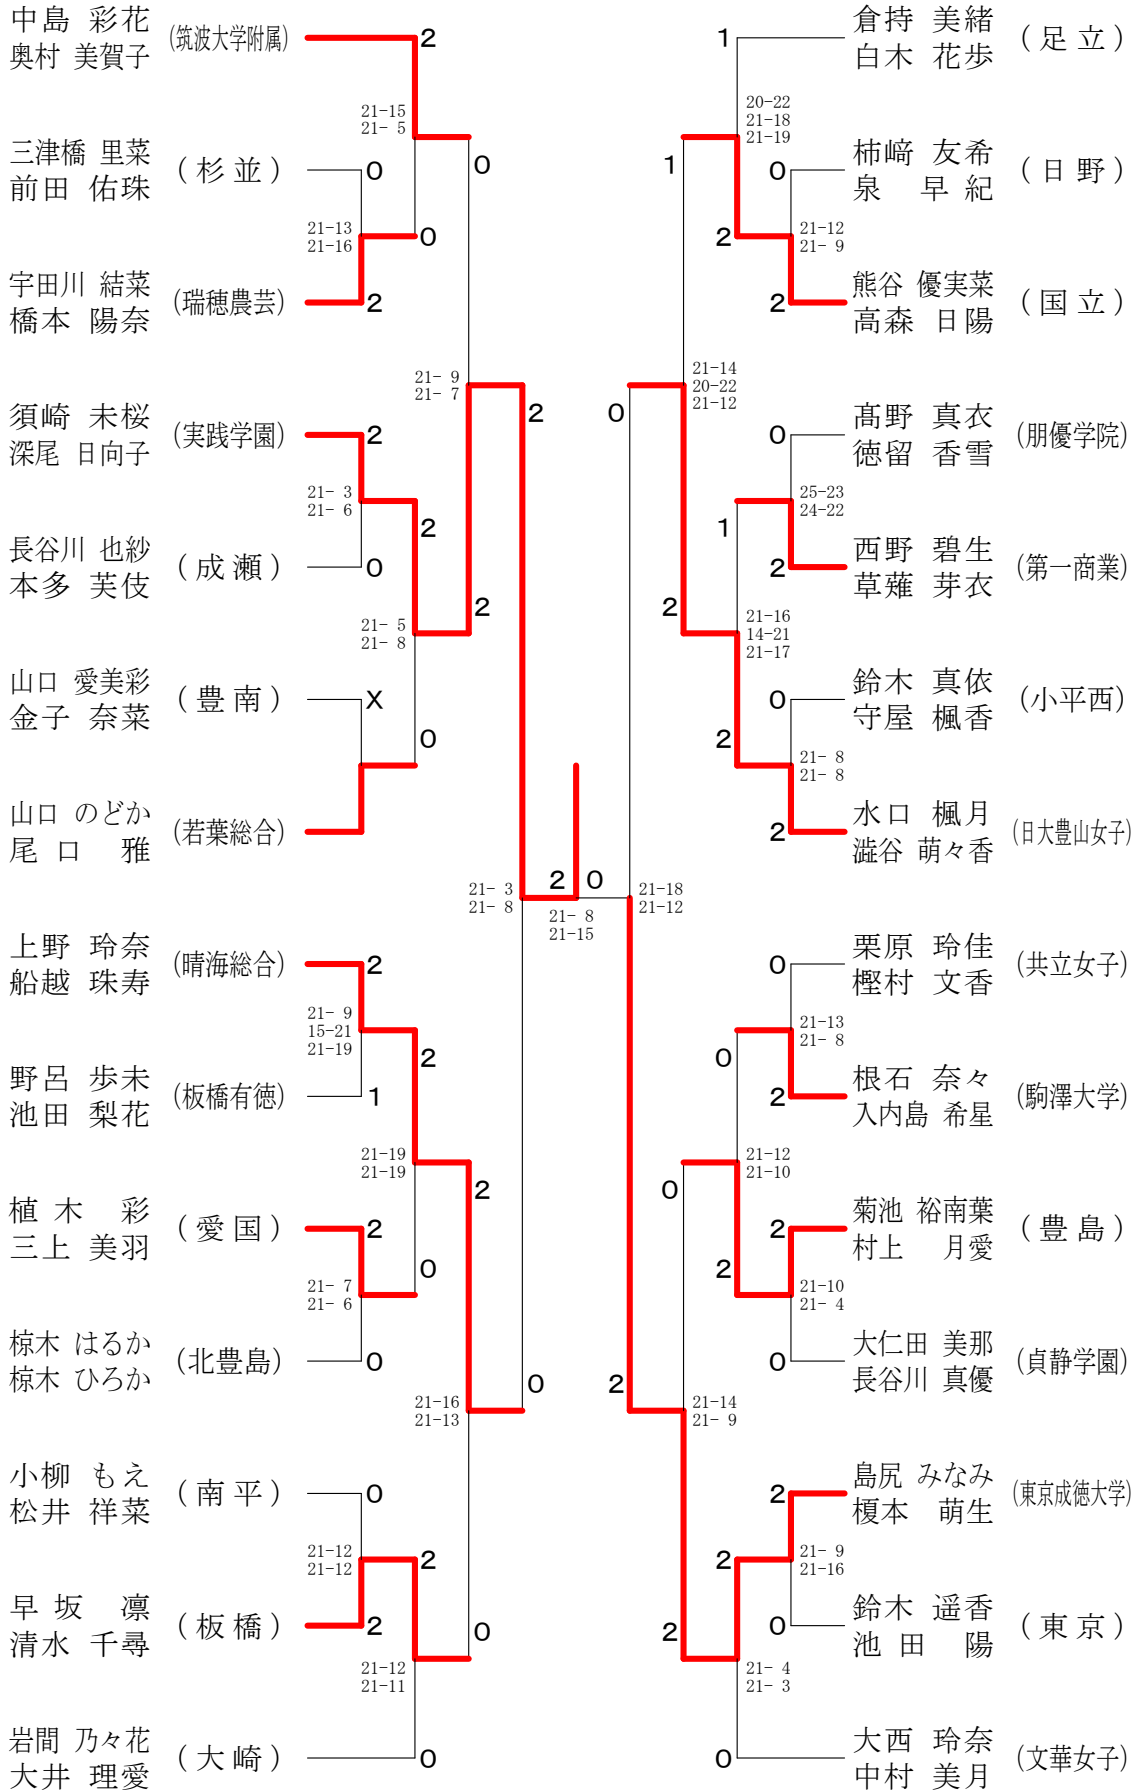 中島 彩花
奥村 美賀子
(筑波大学附属)
2
21-15
21- 5
三津橋 里菜
前田 佑珠
(杉並)
0
0
21-13
21-16
0
宇田川 結菜
橋本 陽奈
(瑞穂農芸)
2
21- 9
21- 7
2
須崎 未桜
深尾 日向子
(実践学園)
2
21- 3
21- 6
2
長谷川 也紗
本多 芙伎
(成瀬)
0
2
21- 5
21- 8
山口 愛美彩
金子 奈菜
(豊南)
X
0
山口 のどか
尾口 雅
(若葉総合)
21- 3
21- 8
2 0
21- 8
21-15
上野 玲奈
船越 珠寿
(晴海総合)
2
21- 9
15-21
21-19
2
野呂 歩未
池田 梨花
(板橋有徳)
1
21-19
21-19
2
植木 彩
三上 美羽
(愛国)
2
0
21- 7
21- 6
椋木 はるか
椋木 ひろか
(北豊島)
0
0
21-16
21-13
小柳 もえ
松井 祥菜
(南平)
0
21-12
21-12
2
早坂 凛
清水 千尋
(板橋)
2
0
21-12
21-11
岩間 乃々花
大井 理愛
(大崎)
0
1
倉持 美緒
白木 花歩
(足立)
20-22
21-18
21-19
1
0
柿﨑 友希
泉 早紀
(日野)
2
21-12
21- 9
2
熊谷 優実菜
高森 日陽
(国立)
21-14
20-22
21-12
0
0
髙野 真衣
徳留 香雪
(朋優学院)
25-23
24-22
1
2
西野 碧生
草薙 芽衣
(第一商業)
2
21-16
14-21
21-17
0
鈴木 真依
守屋 楓香
(小平西)
2
21- 8
21- 8
2
水口 楓月
澁谷 萌々香
(日大豊山女子)
21-18
21-12
0
栗原 玲佳
樫村 文香
(共立女子)
21-13
21- 8
0
2
根石 奈々
入内島 希星
(駒澤大学)
21-12
21-10
0
2
菊池 裕南葉
村上 月愛
(豊島)
2
21-10
21- 4
0
大仁田 美那
長谷川 真優
(貞静学園)
2
21-14
21- 9
2
島尻 みなみ
榎本 萌生
(東京成徳大学)
2
21- 9
21-16
0
鈴木 遥香
池田 陽
(東京)
2
21- 4
21- 3
0
大西 玲奈
中村 美月
(文華女子)